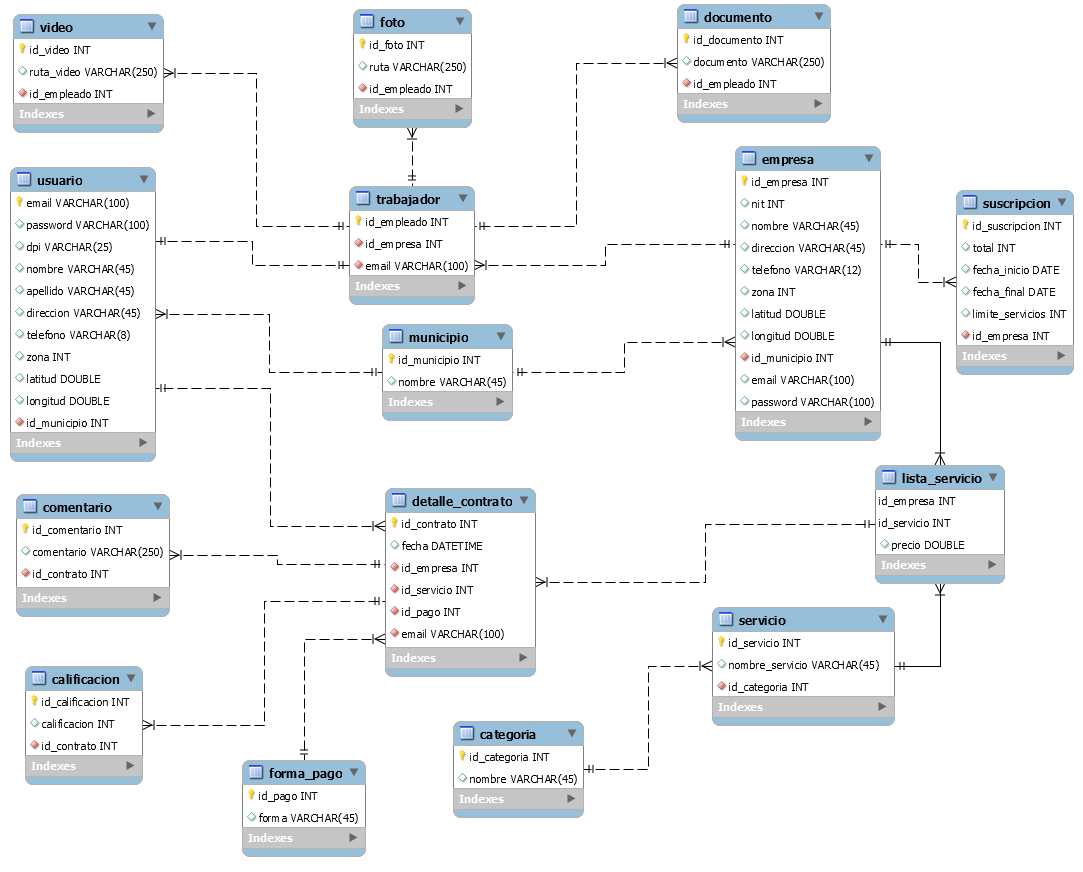 video
id_video INT
ruta_video VARCHAR(250)
id_empleado INT
Indexes
foto
id_foto INT
ruta VARCHAR(250)
id_empleado INT
Indexes
documento
id_documento INT
documento VARCHAR(250)
id_empleado INT
Indexes
usuario
email VARCHAR(100)
password VARCHAR(100)
dpi VARCHAR(25)
nombre VARCHAR(45)
apellido VARCHAR(45)
direccion VARCHAR(45)
telefono VARCHAR(8)
zona INT
latitud DOUBLE
longitud DOUBLE
id_municipio INT
Indexes
trabajador
id_empleado INT
id_empresa INT
email VARCHAR(100)
Indexes
empresa
id_empresa INT
nit INT
nombre VARCHAR(45)
direccion VARCHAR(45)
telefono VARCHAR(12)
zona INT
latitud DOUBLE
longitud DOUBLE
id_municipio INT
email VARCHAR(100)
password VARCHAR(100)
Indexes
suscripcion
id_suscripcion INT
total INT
fecha_inicio DATE
fecha_final DATE
limite_servicios INT
id_empresa INT
Indexes
municipio
id_municipio INT
nombre VARCHAR(45)
Indexes
lista_servicio
id_empresa INT
id_servicio INT
precio DOUBLE
Indexes
comentario
id_comentario INT
comentario VARCHAR(250)
id_contrato INT
Indexes
detalle_contrato
id_contrato INT
fecha DATETIME
id_empresa INT
id_servicio INT
id_pago INT
email VARCHAR(100)
Indexes
servicio
id_servicio INT
nombre_servicio VARCHAR(45)
id_categoria INT
Indexes
calificacion
id_calificacion INT
calificacion INT
id_contrato INT
Indexes
categoria
id_categoria INT
nombre VARCHAR(45)
Indexes
forma_pago
id_pago INT
forma VARCHAR(45)
Indexes